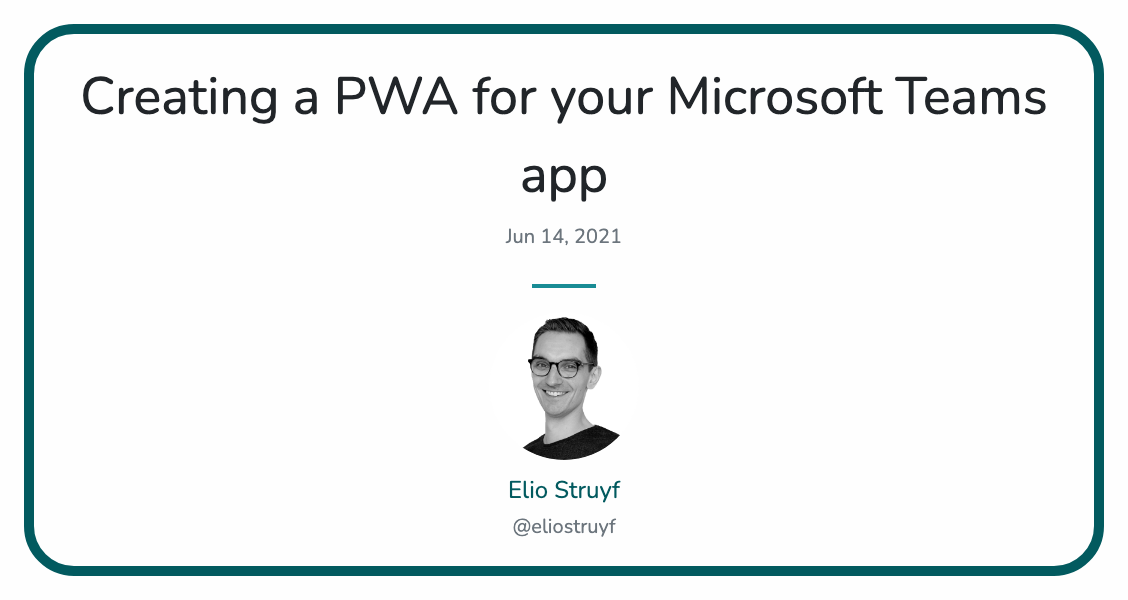 Creating a PWA for your Microsoft Teams
app
Jun 14, 2021
Elio Struyf
@eliostruyf